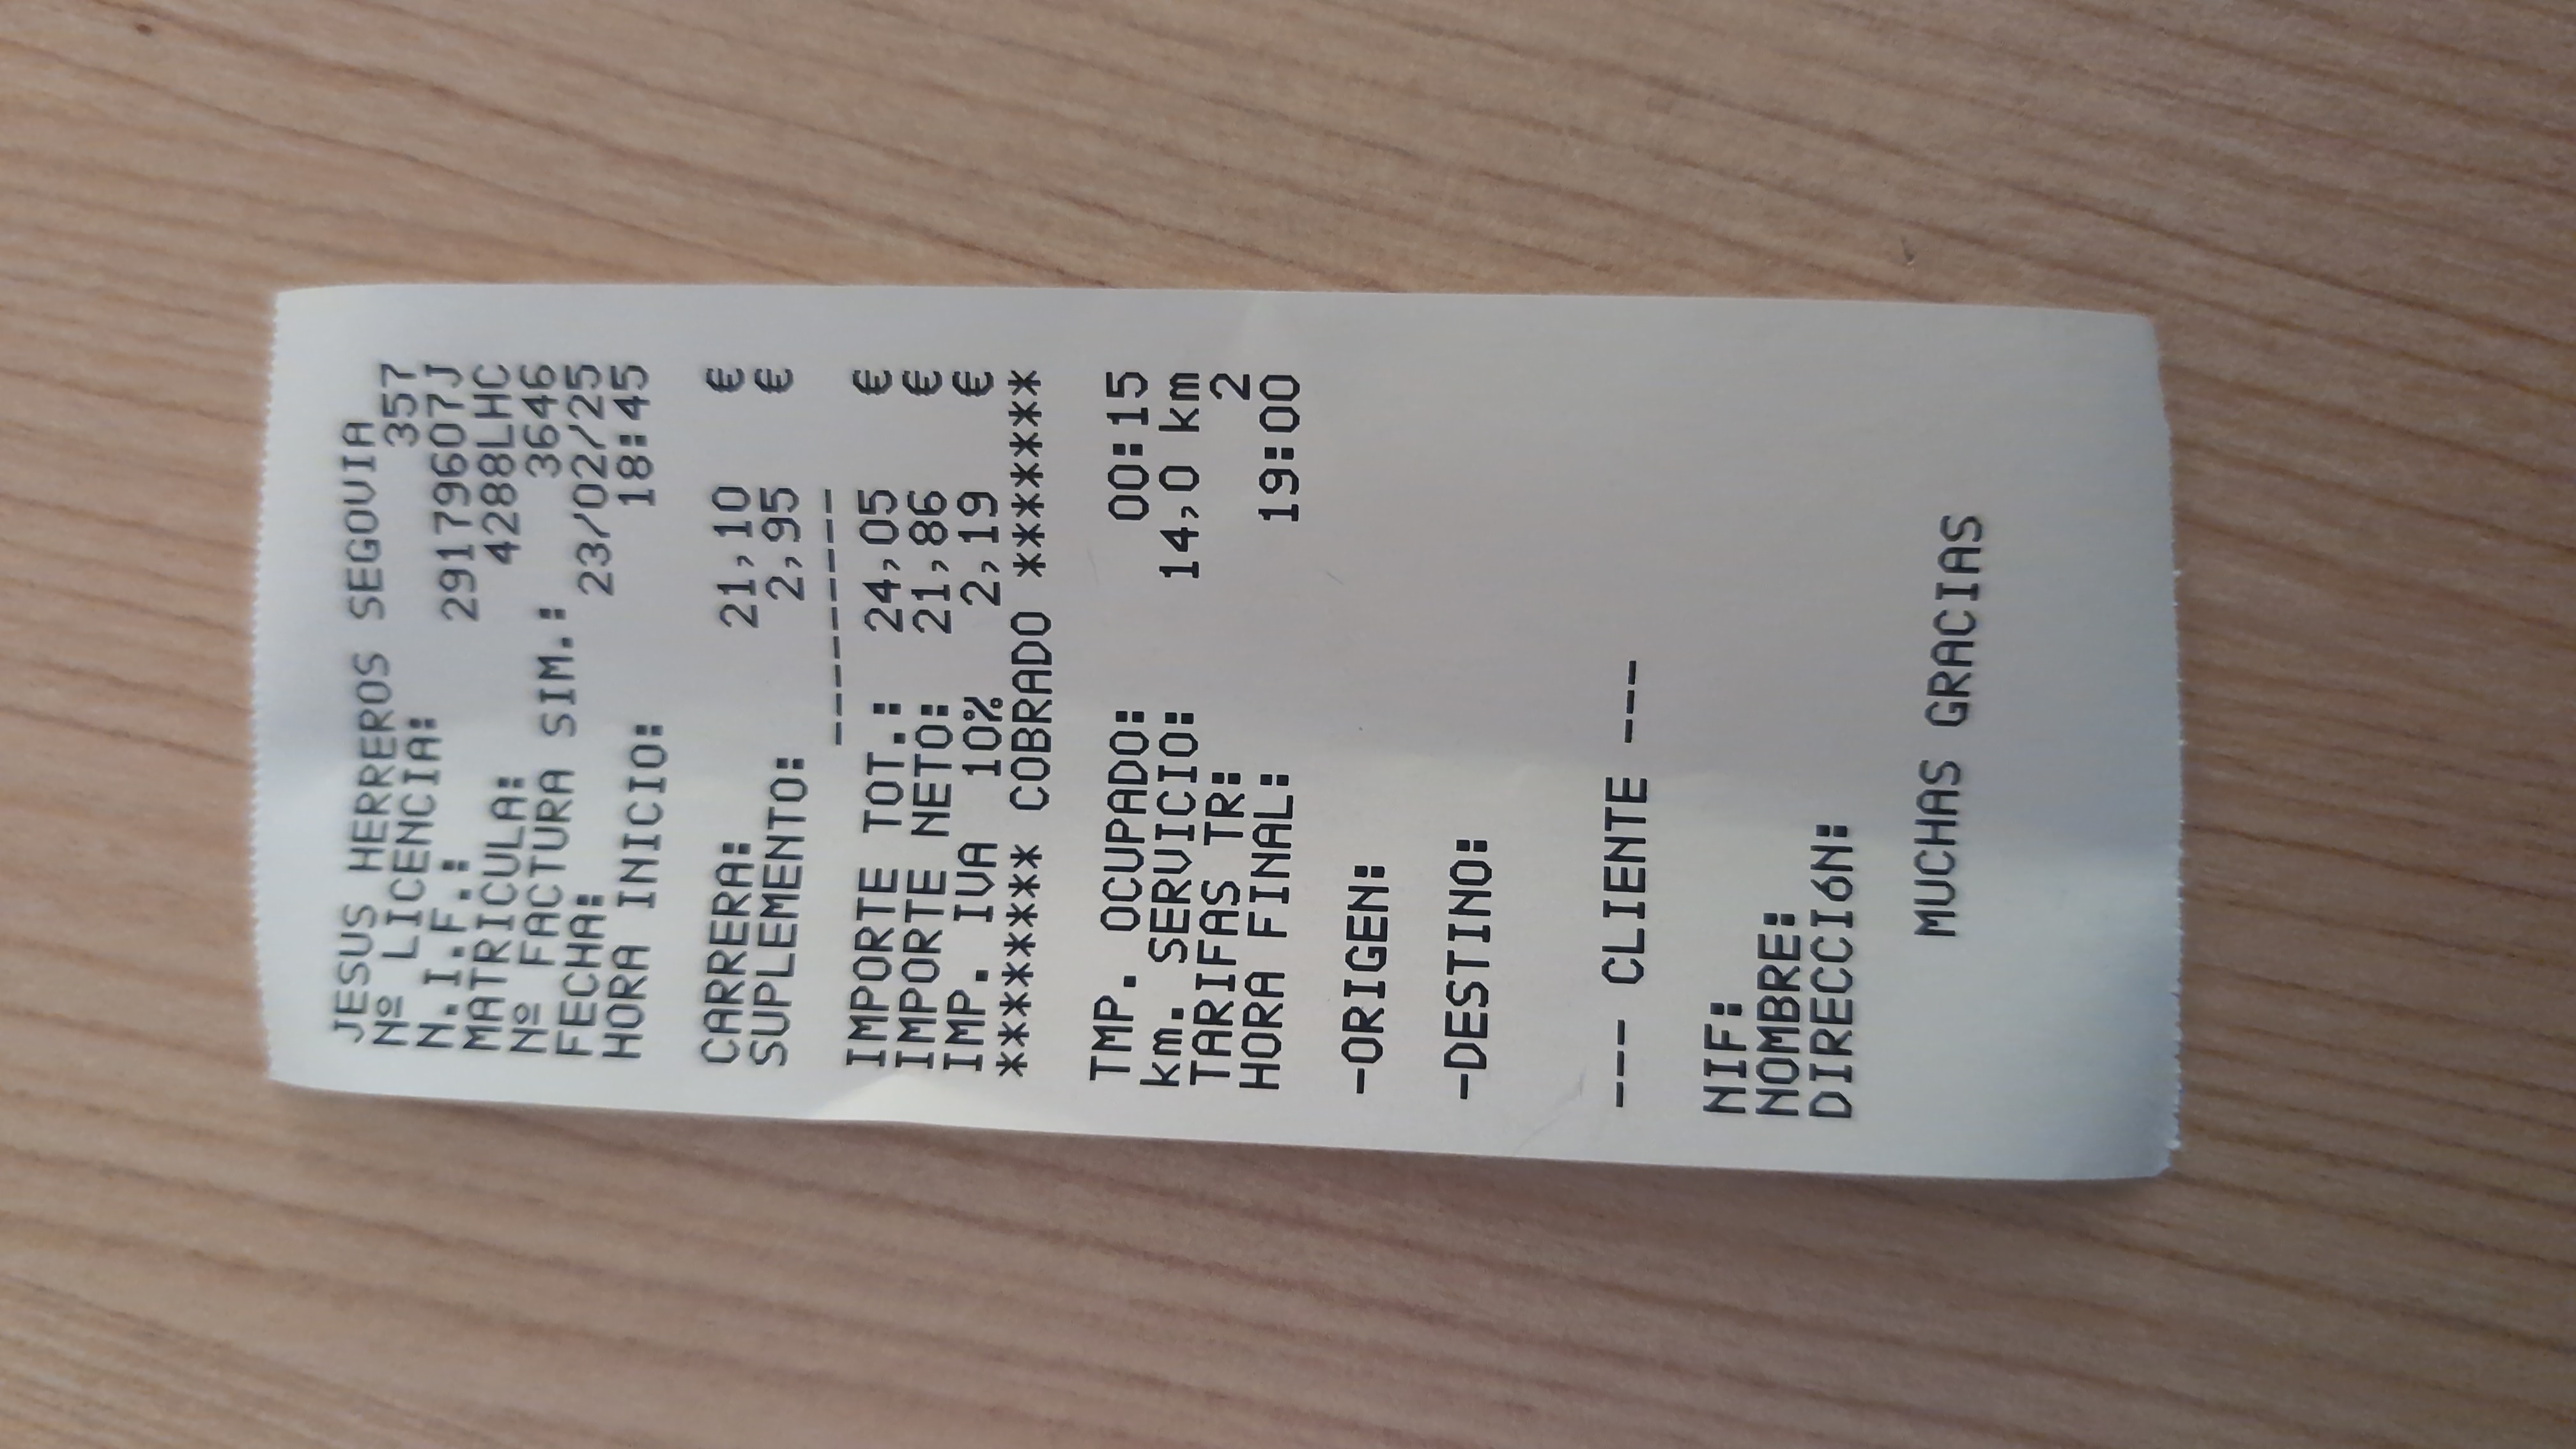 JESUS HERREROS SEGOVIA
Nº LICENCIA: 357
N.I.F.: 29179607J
MATRICULA: 4288LHC
Nº FACTURA SIM.: 3646
FECHA: 23/02/25
HORA INICIO: 18:45
CARRERA: 21,10 €
SUPLEMENTO: 2,95 €
---------
IMPORTE TOT.: 24,05 €
IMPORTE NETO: 21,86 €
IMP. IVA 10% 2,19 €
******** COBRADO *******
TMP. OCUPADO: 00:15
km. SERVICIO: 14,0 km
TARIFAS TR: 2
HORA FINAL: 19:00
-ORIGEN:
-DESTINO:
--- CLIENTE ---
NIF:
NOMBRE:
DIRECCIóN:
MUCHAS GRACIAS